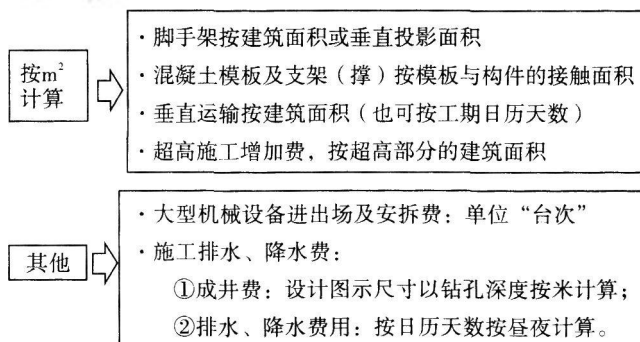 按m²
计算
·脚手架按建筑面积或垂直投影面积
·混凝土模板及支架（撑）按模板与构件的接触面积
·垂直运输按建筑面积（也可按工期日历天数）
·超高施工增加费，按超高部分的建筑面积
其他
·大型机械设备进出场及安拆费：单位“台次”
·施工排水、降水费：
①成井费：设计图示尺寸以钻孔深度按米计算；
②排水、降水费用：按日历天数按昼夜计算。